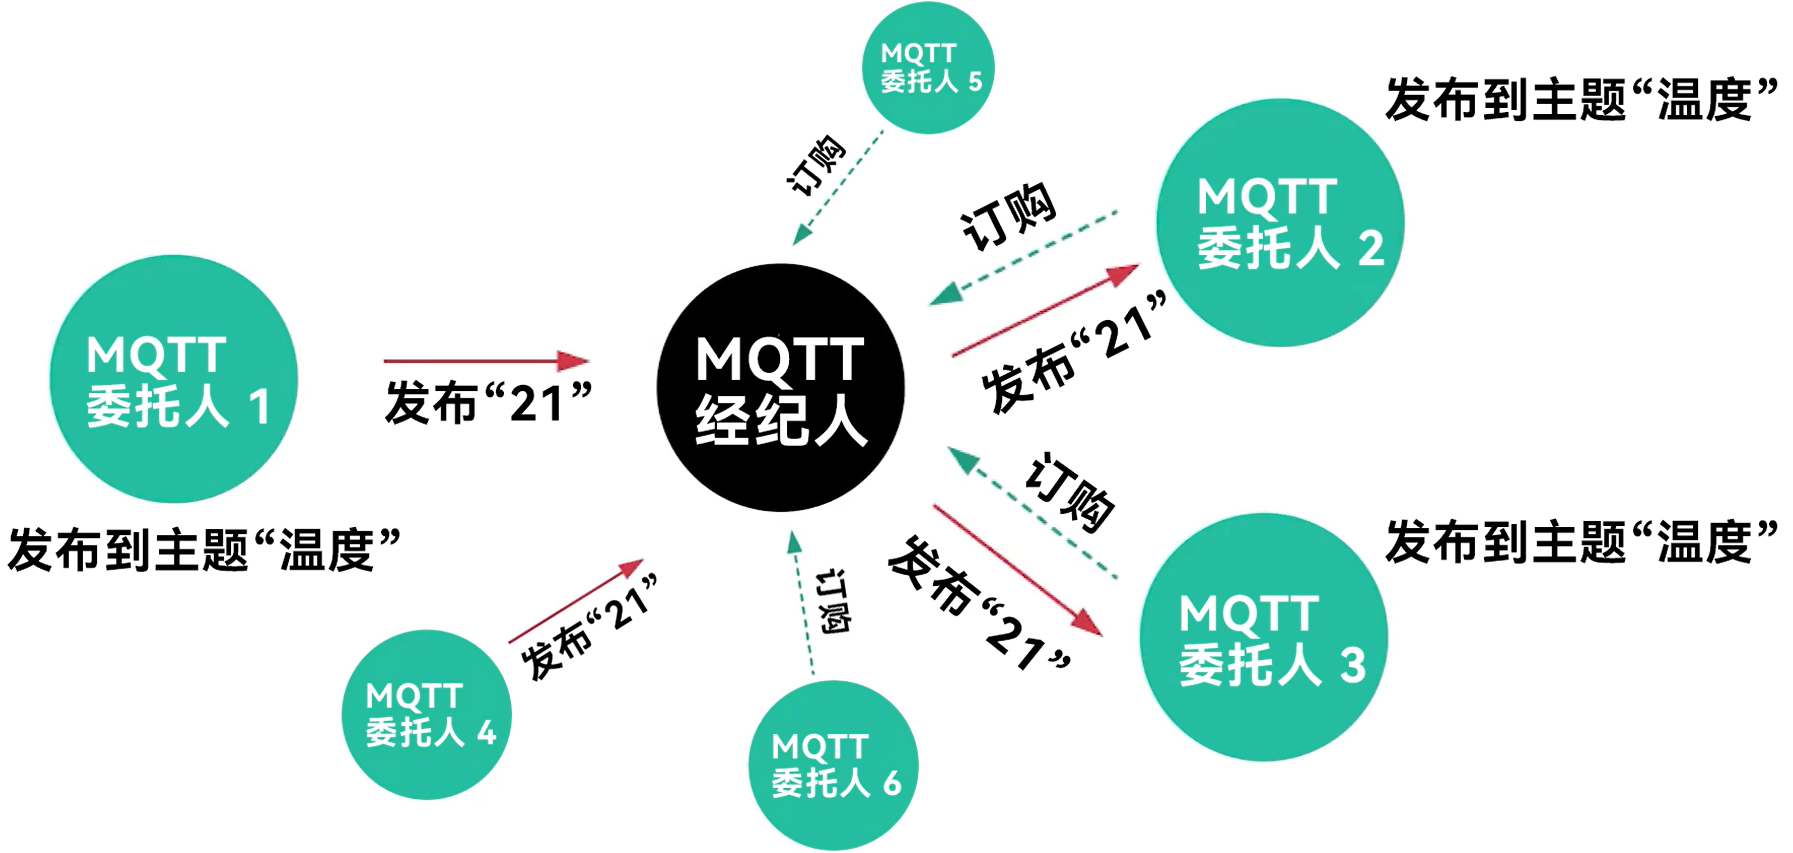 MQTT
委托人 5
发布到主题“温度”
订购
订购
MQTT
委托人 2
发布“21”
MQTT
委托人 1
发布“21”
MQTT
经纪人
发布到主题“温度”
订购
发布“21”
发布到主题“温度”
MQTT
委托人 3
发布“21”
订购
MQTT
委托人 4
MQTT
委托人 6